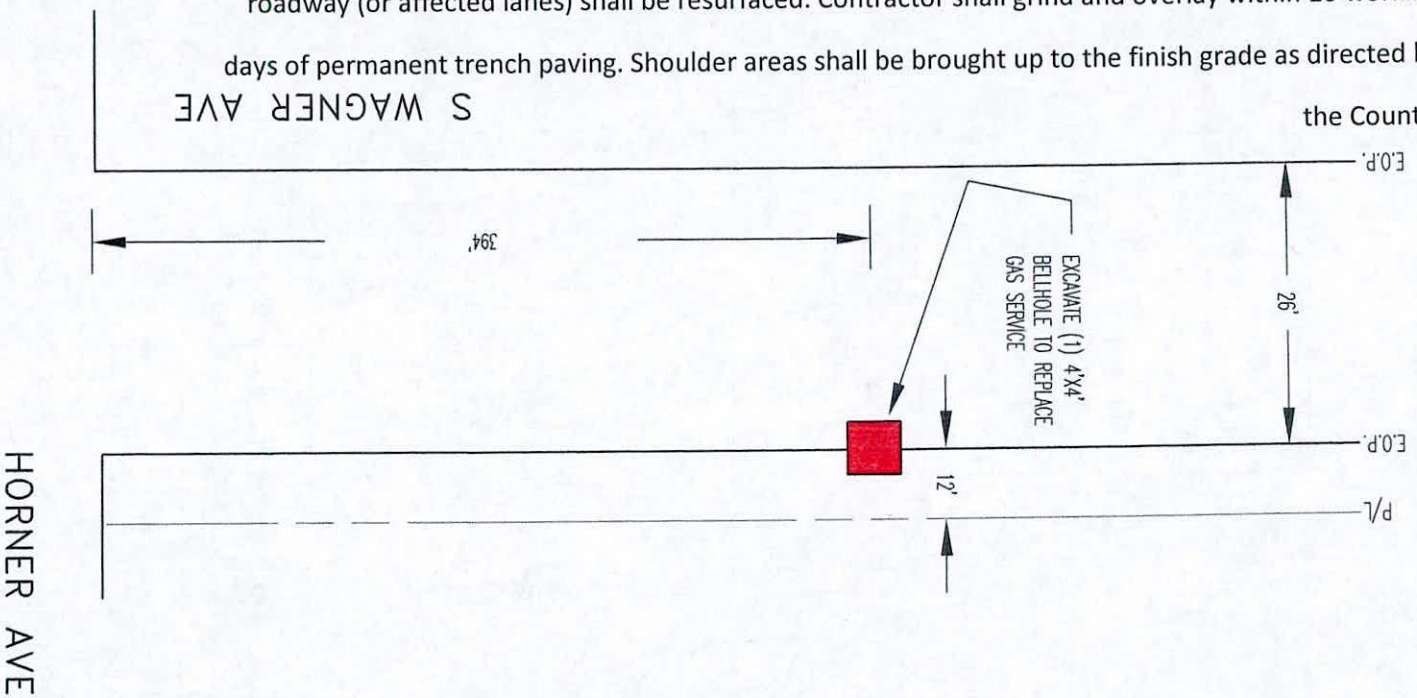 roadway (or affected lanes) shall be resurfaced. Contractor shall grind and overlay within
days of permanent trench paving. Shoulder areas shall be brought up to the finish grade as directed
the
S WAGNER AVE
E.O.P.
394'
EXCAVATE (1) 4'X4'
BELLHOLE TO REPLACE
GAS SERVICE
26'
E.O.P.
12'
P/L
HORNER AVE